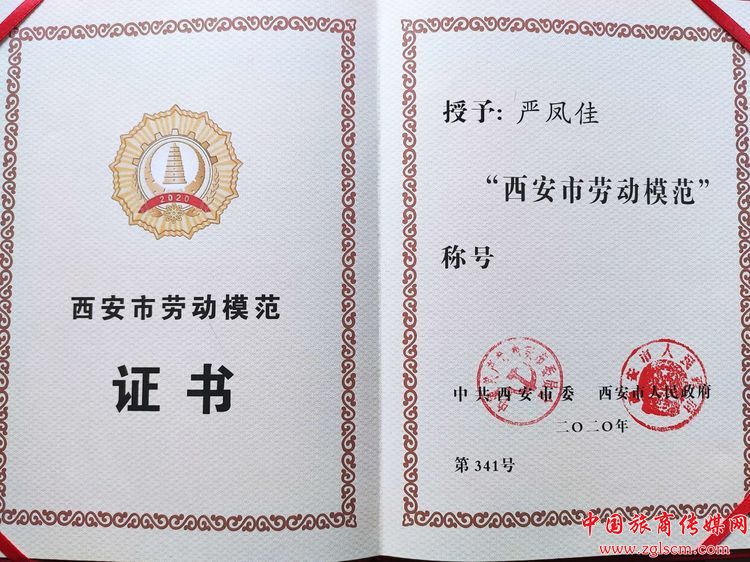 2020
西安市劳动模范
证书
授予：严凤佳
“西安市劳动模范”
称号
中共西安市委 西安市人民政府
二〇二〇年
第341号
中国旅商传媒网
www.zglscm.com